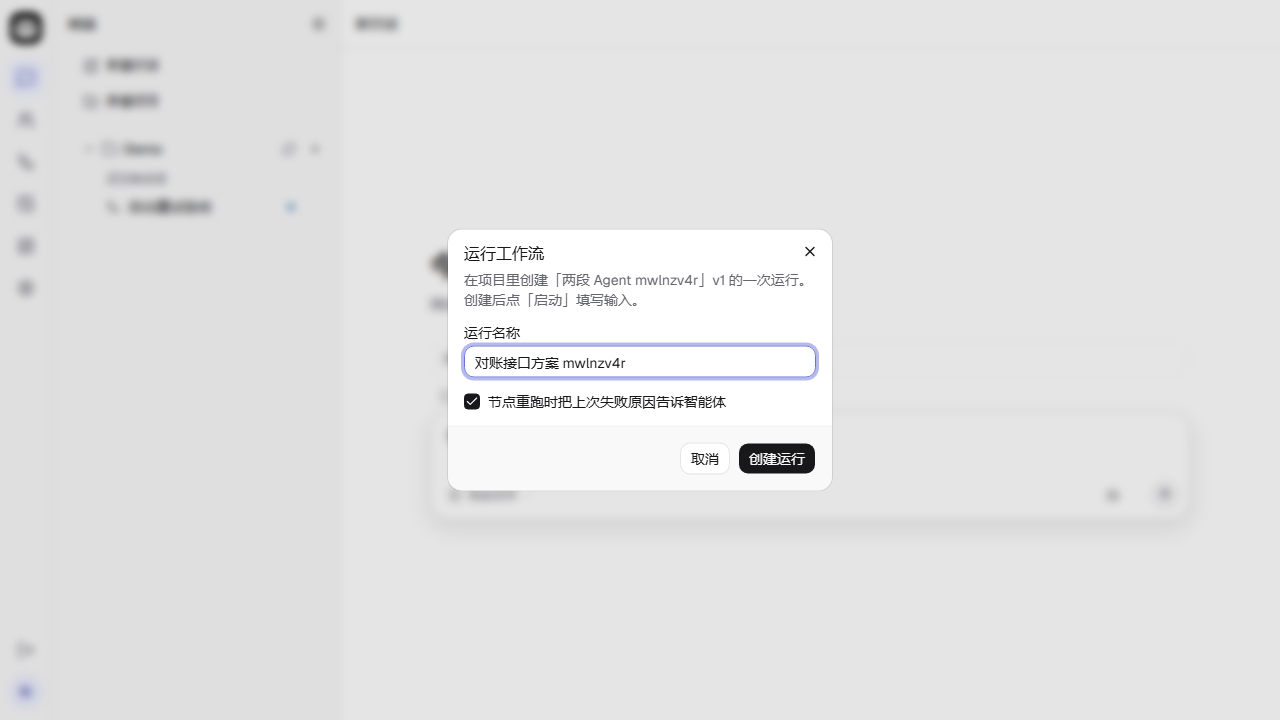 运行工作流
在项目里创建「两段 Agent mwlnzv4r」v1 的一次运行。
创建后点「启动」填写输入。
运行名称
对账接口方案 mwlnzv4r
节点重跑时把上次失败原因告诉智能体
取消
创建运行
Demo